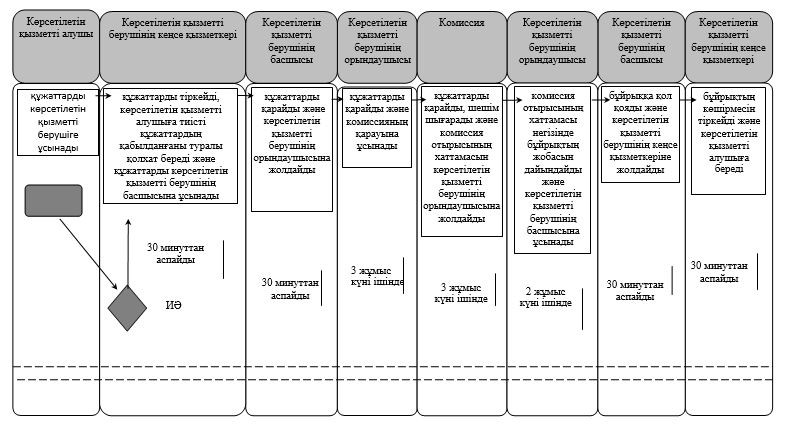 Көрсетілетін
қызметті алушы
Көрсетілетін қызметті
берушінің кеңсе қызметкері
Көрсетілетін
қызметті
берушінің
басшысы
Көрсетілетін
қызметті
берушінің
орындаушысы
Комиссия
Көрсетілетін
қызметті
берушінің
орындаушысы
Көрсетілетін
қызметті
берушінің
басшысы
Көрсетілетін
қызметті
берушінің кеңсе
қызметкері
құжаттарды
көрсетілетін
қызметті
берушіге
ұсынады
құжаттарды тіркейді,
көрсетілетін қызметті
алушыға тиісті
құжаттардың
қабылданғаны туралы
қолхат береді және
құжаттарды көрсетілетін
қызметті берушінің
басшысына ұсынады
құжаттарды
қарайды және
көрсетілетін
қызметті
берушінің
орындаушысына
жолдайды
құжаттарды
қарайды және
комиссияның
қарауына
ұсынады
құжаттарды
қарайды, шешім
шығарады және
комиссия
отырысының
хаттамасын
көрсетілетін
қызметті
берушінің
орындаушысына
жолдайды
комиссия
отырысының
хаттамасы
негізінде
бұйрықтың
жобасын
дайындайды
және
көрсетілетін
қызметті
берушінің
басшысына
ұсынады
бұйрыққа қол
қояды және
көрсетілетін
қызметті
берушінің кеңсе
қызметкеріне
жолдайды
бұйрықтың
көшірмесін
тіркейді және
көрсетілетін
қызметті
алушыға
береді
30 минуттан
аспайды
30 минуттан
аспайды
3 жұмыс
күні ішінде
3 жұмыс
күні ішінде
2 жұмыс
күні ішінде
30 минуттан
аспайды
30 минуттан
аспайды
ИӘ